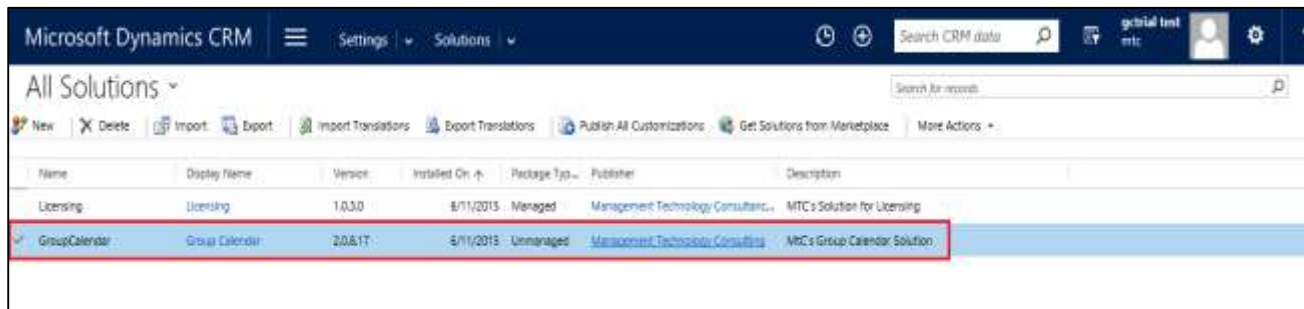 Microsoft Dynamics CRM Settings Solutions Search CRM data gctrial test
mtc
All Solutions Search for records
New Delete Import Export Import Translations Export Translations Publish All Customizations Get Solutions from Marketplace More Actions
Name Display Name Version Installed On Package Typ... Publisher Description
Licensing Licensing 1.0.3.0 6/11/2015 Managed Management Technology Consultanc... MTC's Solution for Licensing
GroupCalendar Group Calendar 2.0.8.17 6/11/2015 Unmanaged Management Technology Consulting MtC's Group Calendar Solution